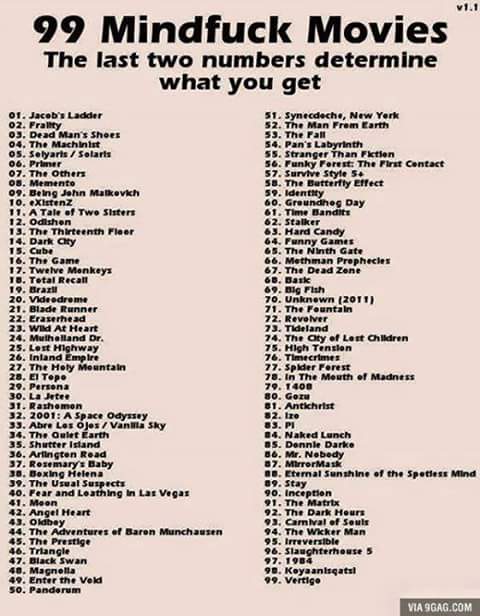 v1.1
99 Mindfuck Movies
The last two numbers determine
what you get
01. Jacob's Ladder
02. Frailty
03. Dead Man's Shoes
04. The Machinist
05. Solyaris / Solaris
06. Primer
07. The Others
08. Memento
09. Being John Malkovich
10. eXistenZ
11. A Tale of Two Sisters
12. Odishon
13. The Thirteenth Floor
14. Dark City
15. Cube
16. The Game
17. Twelve Monkeys
18. Total Recall
19. Brazil
20. Videodrome
21. Blade Runner
22. Eraserhead
23. Wild At Heart
24. Mulholland Dr.
25. Lost Highway
26. Inland Empire
27. The Holy Mountain
28. El Topo
29. Persona
30. La Jetee
31. Rashomon
32. 2001: A Space Odyssey
33. Abre Los Ojos / Vanilla Sky
34. The Quiet Earth
35. Shutter Island
36. Arlington Road
37. Rosemary's Baby
38. Boxing Helena
39. The Usual Suspects
40. Fear and Loathing in Las Vegas
41. Moon
42. Angel Heart
43. Oldboy
44. The Adventures of Baron Munchausen
45. The Prestige
46. Triangle
47. Black Swan
48. Magnolia
49. Enter the Void
50. Pandorum
51. Synecdoche, New York
52. The Man From Earth
53. The Fall
54. Pan's Labyrinth
55. Stranger Than Fiction
56. Funky Forest: The First Contact
57. Survive Style 5+
58. The Butterfly Effect
59. Identity
60. Groundhog Day
61. Time Bandits
62. Stalker
63. Hard Candy
64. Funny Games
65. The Ninth Gate
66. Mothman Prophecies
67. The Dead Zone
68. Basic
69. Big Fish
70. Unknown (2011)
71. The Fountain
72. Revolver
73. Tideland
74. The City of Lost Children
75. High Tension
76. Timecrimes
77. Spider Forest
78. In The Mouth of Madness
79. 1408
80. Gozu
81. Antichrist
82. Izo
83. Pi
84. Naked Lunch
85. Donnie Darko
86. Mr. Nobody
87. MirrorMask
88. Eternal Sunshine of the Spotless Mind
89. Stay
90. Inception
91. The Matrix
92. The Dark Hours
93. Carnival of Souls
94. The Wicker Man
95. Irreversible
96. Slaughterhouse 5
97. 1984
98. Koyaanisqatsi
99. Vertigo
VIA 9GAG.COM